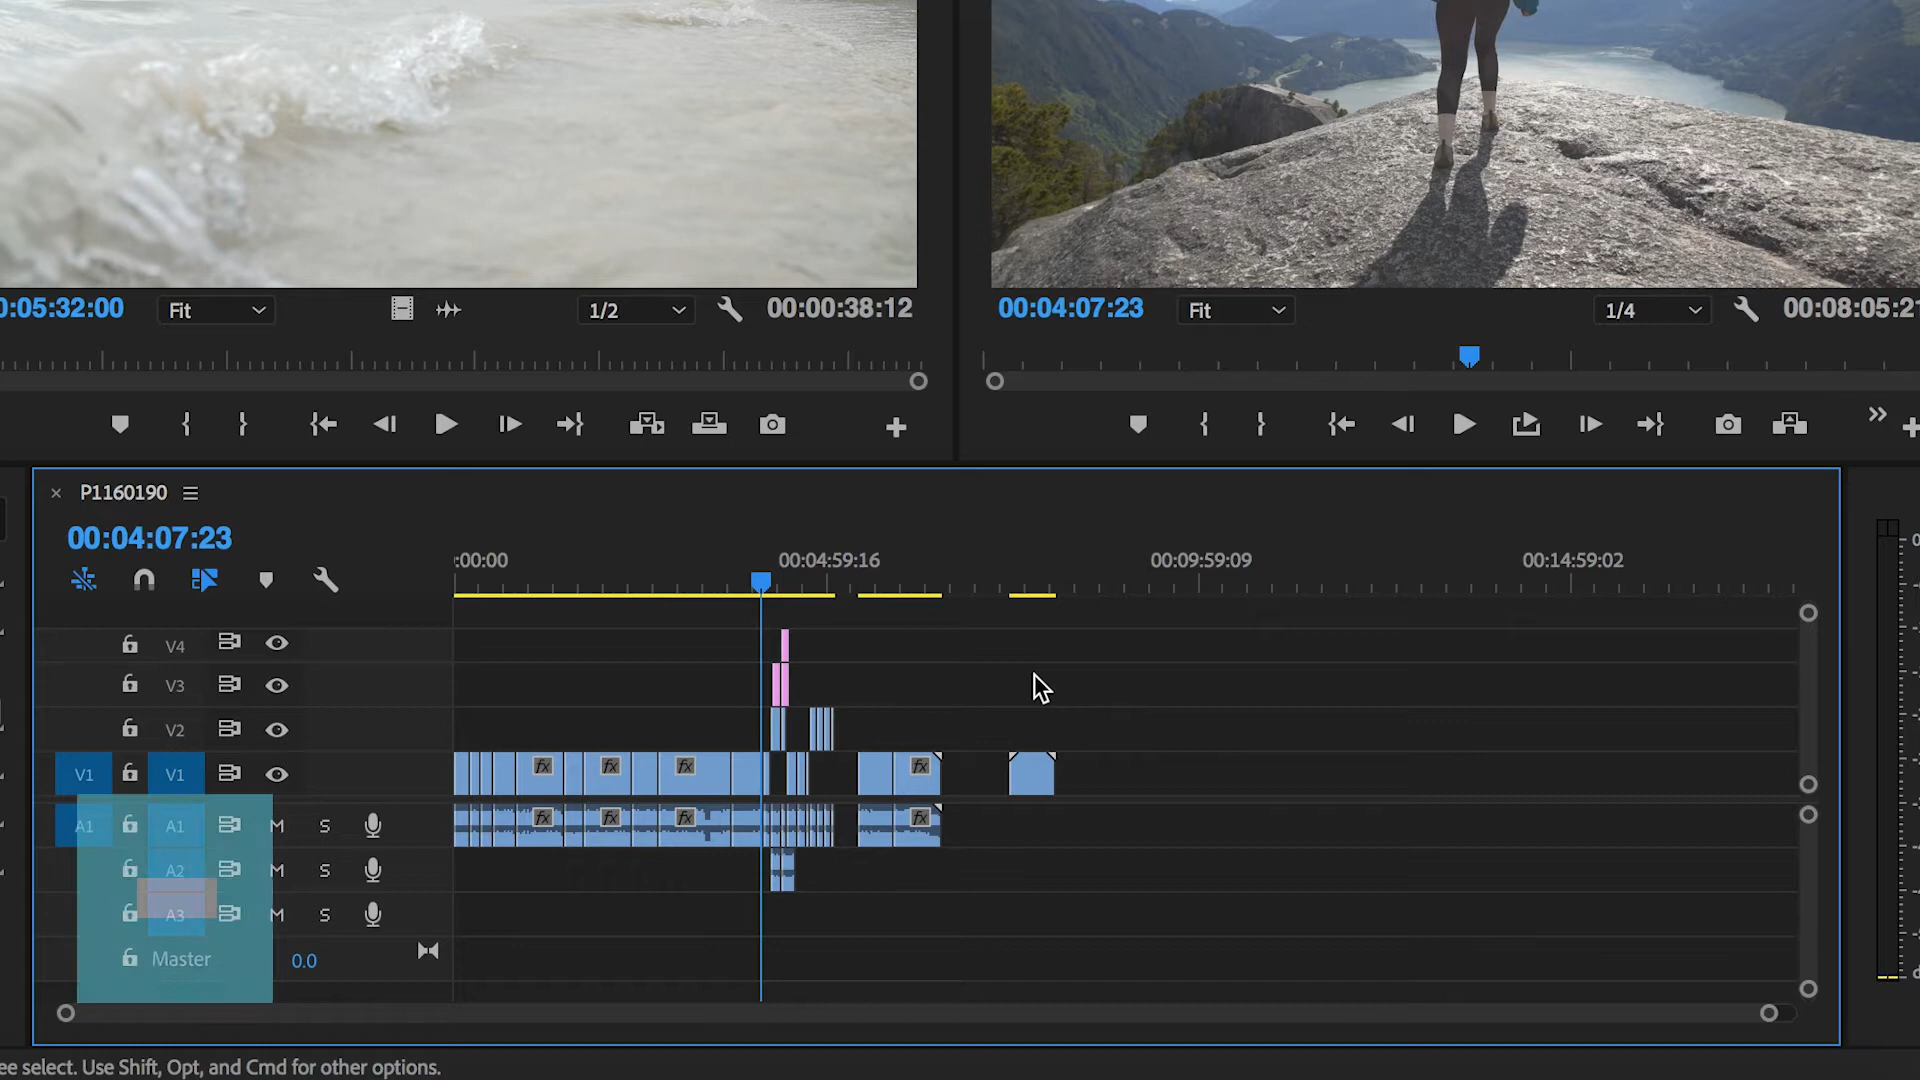 0:05:32:00 Fit 1/2 00:00:38:12
00:04:07:23 Fit 1/4 00:08:05:21
P1160190
00:04:07:23
:00:00 00:04:59:16 00:09:59:09 00:14:59:02
V4
V3
V2
V1 V1 fx fx fx fx
A1 A1 M S fx fx fx fx
A2 M S
A3 M S
Master 0.0
ee select. Use Shift, Opt, and Cmd for other options.